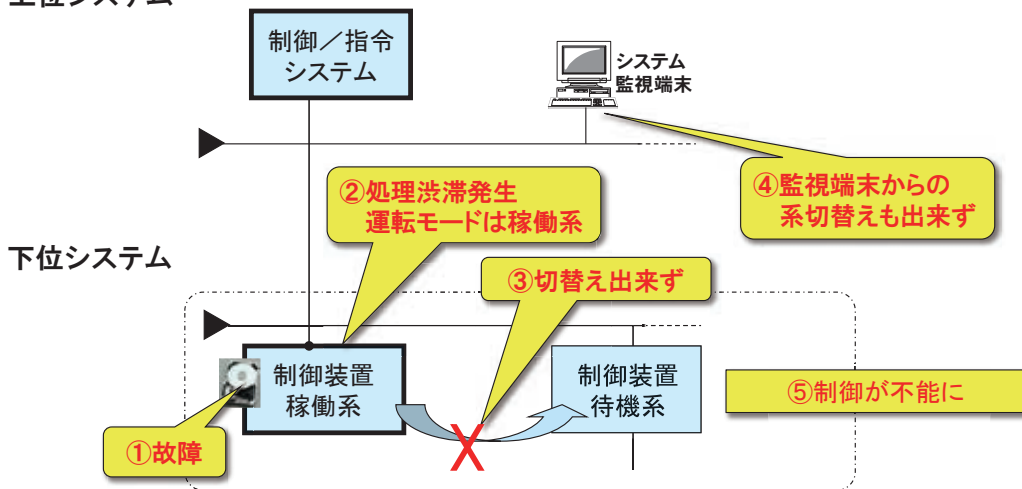 上位システム
制御／指令
システム
システム
監視端末
②処理渋滞発生
運転モードは稼働系
④監視端末からの
系切替えも出来ず
下位システム
③切替え出来ず
制御装置
稼働系
制御装置
待機系
⑤制御が不能に
①故障
X